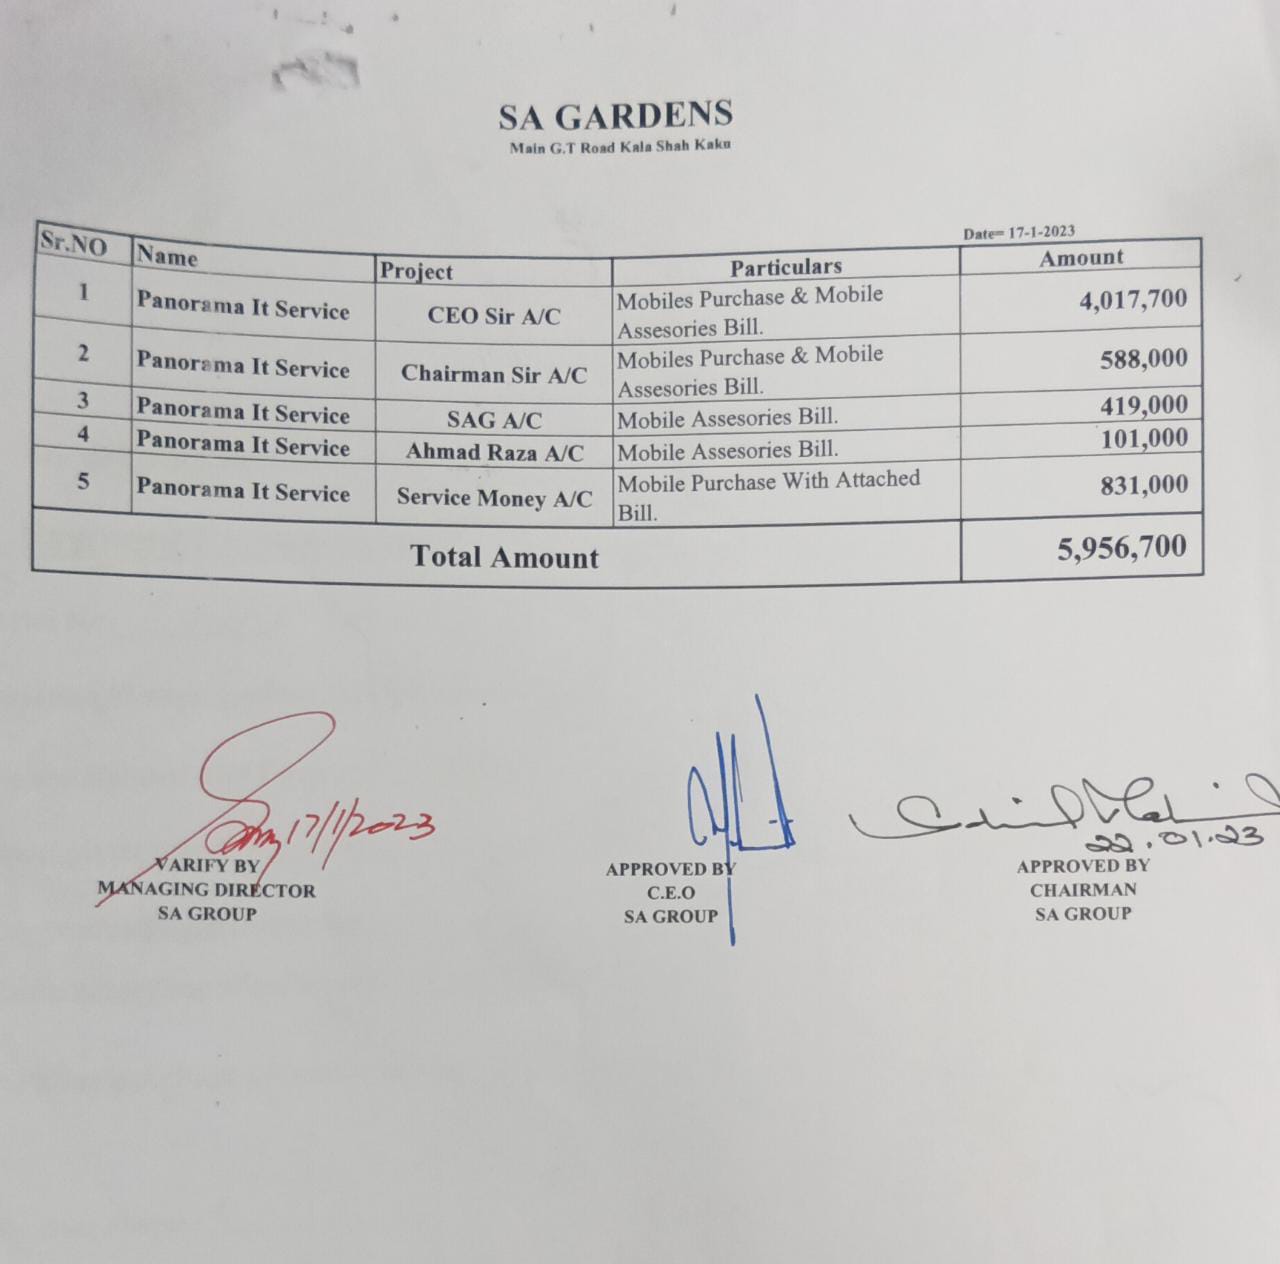 SA GARDENS
Main G.T Road Kala Shah Kaku
Date= 17-1-2023
Sr.NO Name Project Particulars Amount
1 Panorama It Service CEO Sir A/C Mobiles Purchase & Mobile Assesories Bill. 4,017,700
2 Panorama It Service Chairman Sir A/C Mobiles Purchase & Mobile Assesories Bill. 588,000
3 Panorama It Service SAG A/C Mobile Assesories Bill. 419,000
4 Panorama It Service Ahmad Raza A/C Mobile Assesories Bill. 101,000
5 Panorama It Service Service Money A/C Mobile Purchase With Attached Bill. 831,000
Total Amount 5,956,700
17/1/2023
VARIFY BY
MANAGING DIRECTOR
SA GROUP
APPROVED BY
C.E.O
SA GROUP
22.01.23
APPROVED BY
CHAIRMAN
SA GROUP